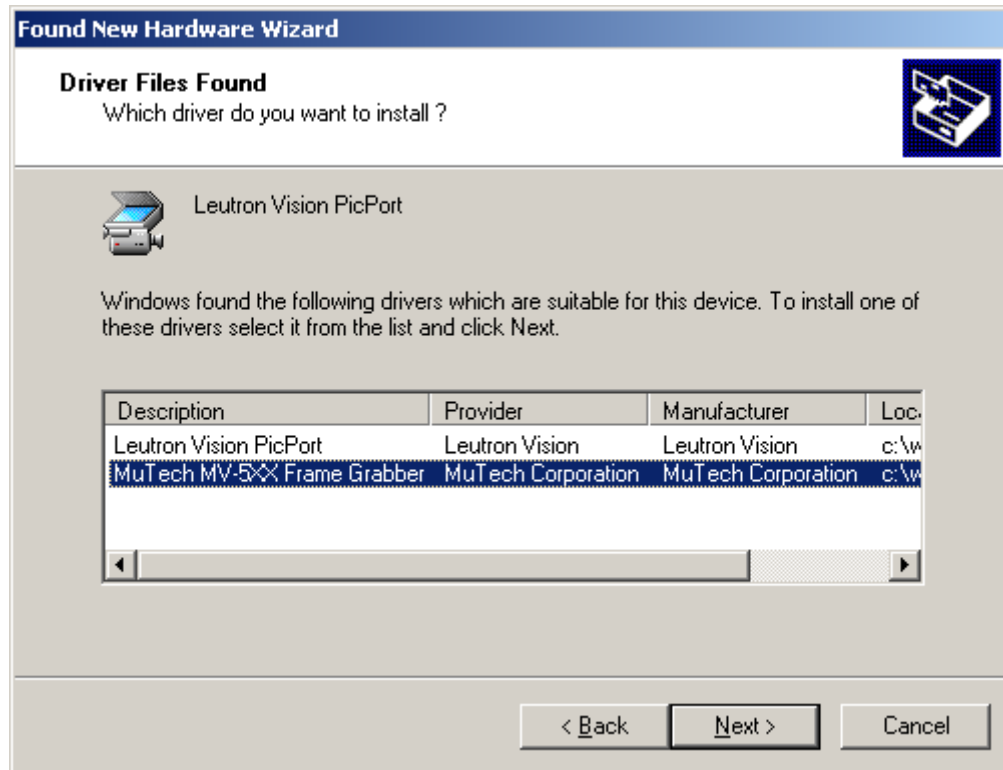 Found New Hardware Wizard
Driver Files Found
Which driver do you want to install ?
Leutron Vision PicPort
Windows found the following drivers which are suitable for this device. To install one of
these drivers select it from the list and click Next.
Description Provider Manufacturer
Leutron Vision PicPort Leutron Vision Leutron Vision c:\w
MuTech MV-5XX Frame Grabber MuTech Corporation MuTech Corporation c:\w
< Back Next > Cancel